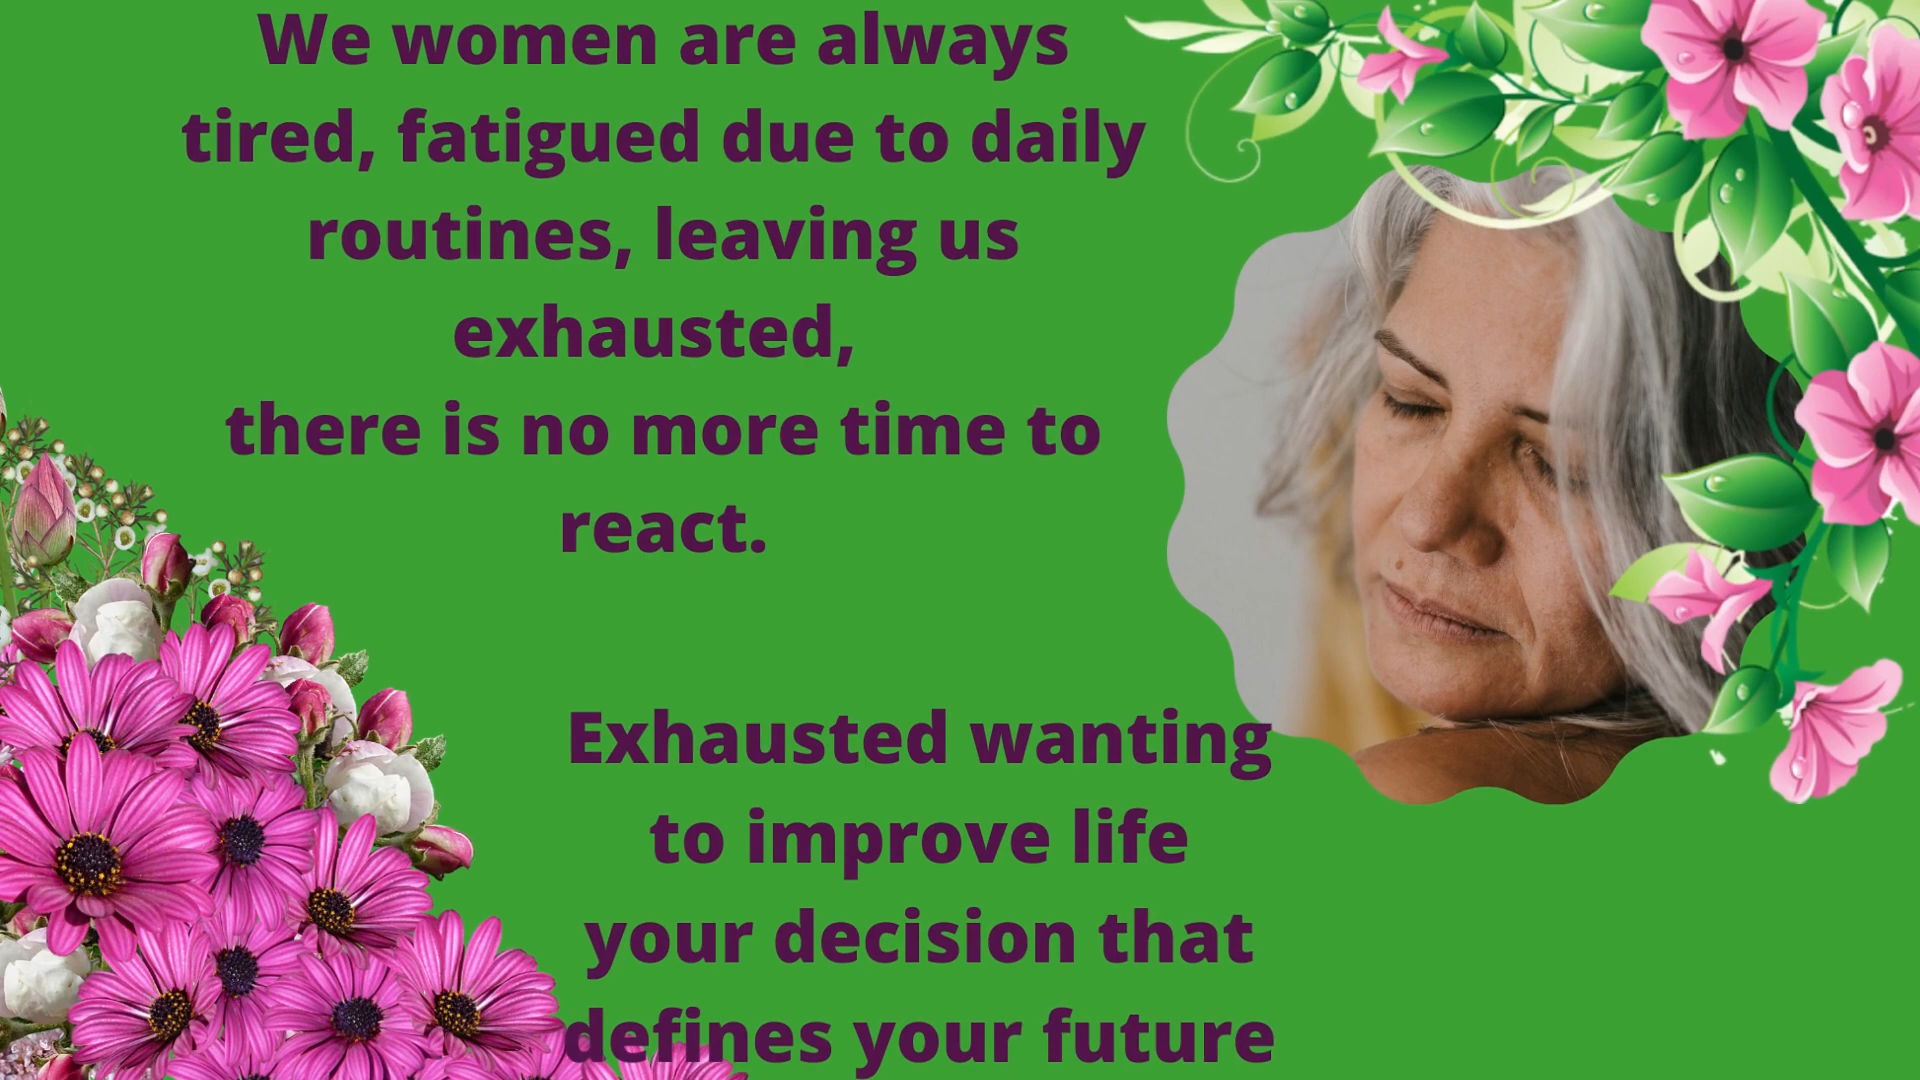 We women are always
tired, fatigued due to daily
routines, leaving us
exhausted,
there is no more time to
react.
Exhausted wanting
to improve life
your decision that
defines your future